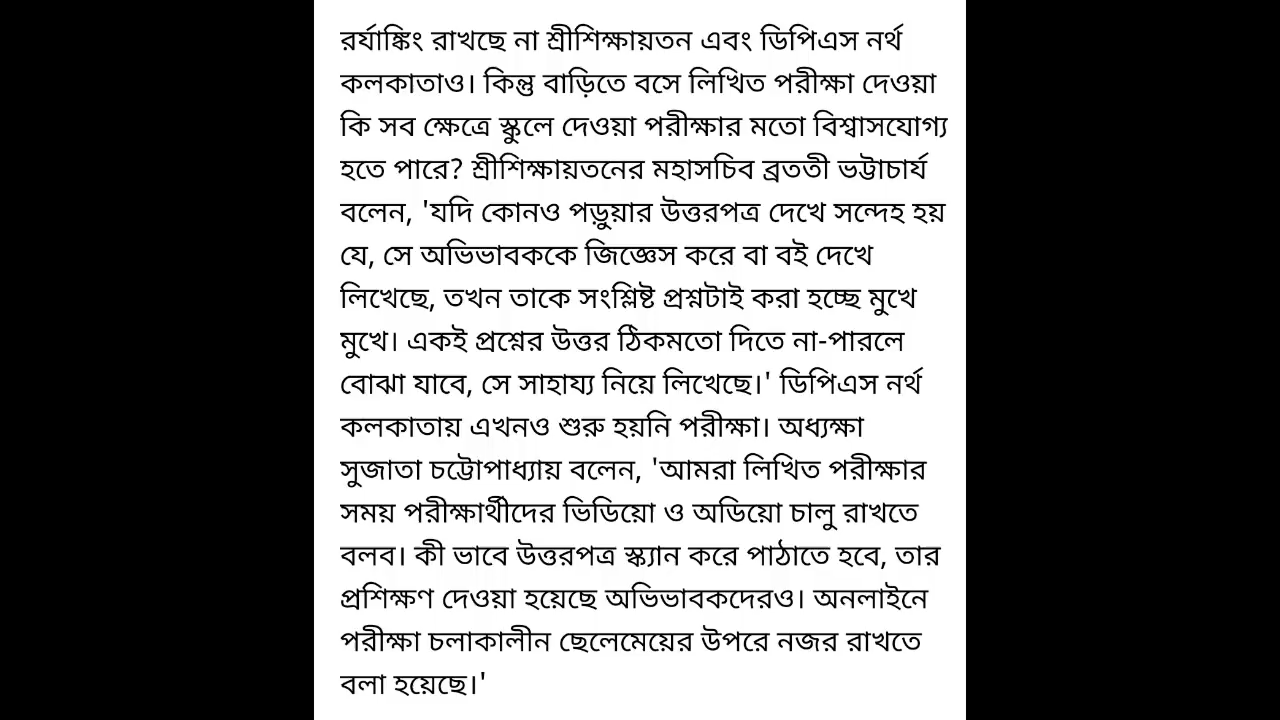 রর্যাঙ্কিং রাখছে না শ্রীশিক্ষায়তন এবং ডিপিএস নর্থ
কলকাতাও। কিন্তু বাড়িতে বসে লিখিত পরীক্ষা দেওয়া
কি সব ক্ষেত্রে স্কুলে দেওয়া পরীক্ষার মতো বিশ্বাসযোগ্য
হতে পারে? শ্রীশিক্ষায়তনের মহাসচিব ব্রততী ভট্টাচার্য
বলেন, 'যদি কোনও পড়ুয়ার উত্তরপত্র দেখে সন্দেহ হয়
যে, সে অভিভাবককে জিজ্ঞেস করে বা বই দেখে
লিখেছে, তখন তাকে সংশ্লিষ্ট প্রশ্নটাই করা হচ্ছে মুখে
মুখে। একই প্রশ্নের উত্তর ঠিকমতো দিতে না-পারলে
বোঝা যাবে, সে সাহায্য নিয়ে লিখেছে।' ডিপিএস নর্থ
কলকাতায় এখনও শুরু হয়নি পরীক্ষা। অধ্যক্ষা
সুজাতা চট্টোপাধ্যায় বলেন, 'আমরা লিখিত পরীক্ষার
সময় পরীক্ষার্থীদের ভিডিয়ো ও অডিয়ো চালু রাখতে
বলব। কী ভাবে উত্তরপত্র স্ক্যান করে পাঠাতে হবে, তার
প্রশিক্ষণ দেওয়া হয়েছে অভিভাবকদেরও। অনলাইনে
পরীক্ষা চলাকালীন ছেলেমেয়ের উপরে নজর রাখতে
বলা হয়েছে।'